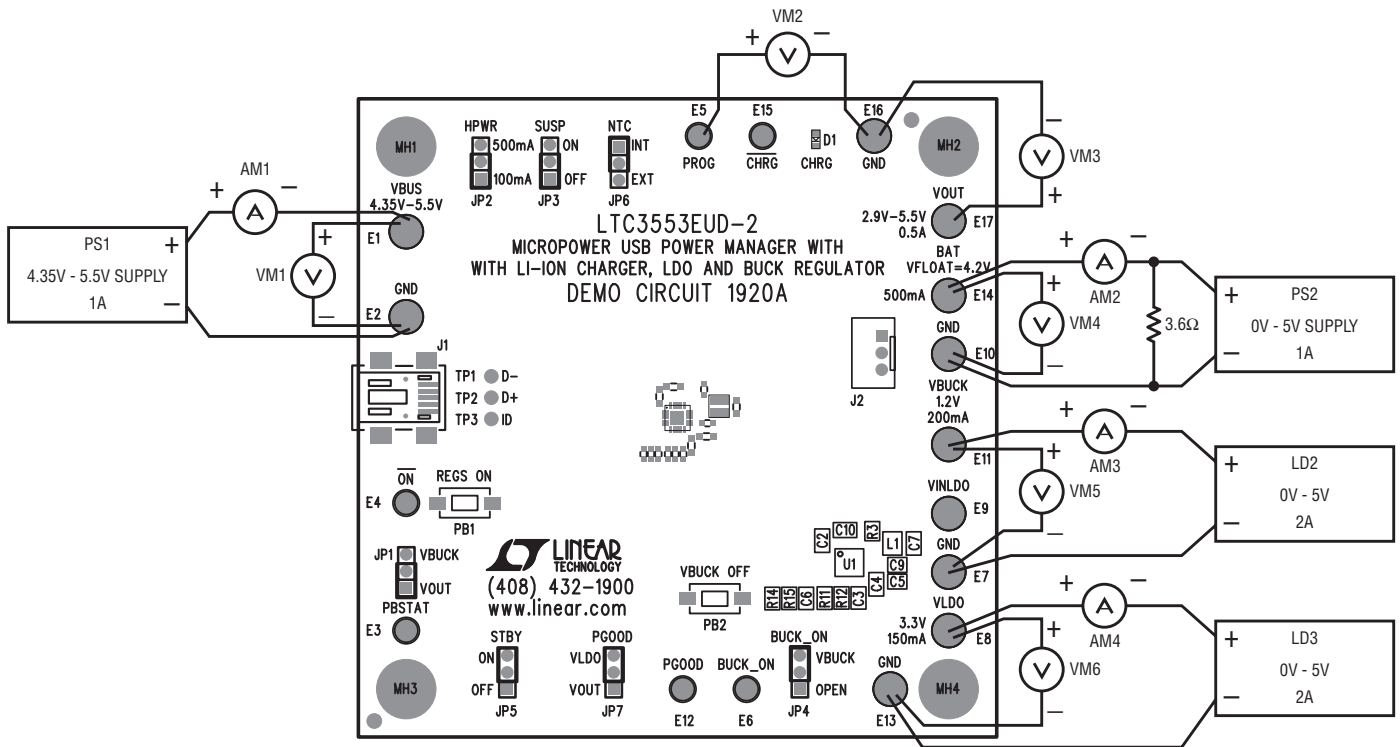 VM2
+ −
V
E5 E15 E16
PROG
CHRG
D1
CHRG
GND
−
V VM3
+
HPWR SUSP NTC
500mA ON INT
100mA OFF EXT
JP2 JP3 JP6
MH1
MH2
AM1
+ −
A
VBUS
4.35V–5.5V
E1
PS1 +
4.35V - 5.5V SUPPLY
1A −
+
VM1 V
−
GND
E2
LTC3553EUD-2
MICROPOWER USB POWER MANAGER WITH
WITH LI-ION CHARGER, LDO AND BUCK REGULATOR
DEMO CIRCUIT 1920A
VOUT
2.9V–5.5V
0.5A
E17
BAT
VFLOAT=4.2V
500mA E14
GND
E10
+ −
A
AM2
+
V VM4
−
3.6Ω
+ PS2
0V - 5V SUPPLY
− 1A
J1
TP1 D−
TP2 D+
TP3 ID
J2
VBUCK
1.2V
200mA
E11
+ −
A
AM3
+
V VM5
−
+ LD2
0V - 5V
− 2A
VINLDO
E9
GND
E7
ON
E4
REGS ON
PB1
JP1 VBUCK
VOUT
PBSTAT
E3
LINEAR
TECHNOLOGY
(408) 432-1900
www.linear.com
VBUCK OFF
PB2
C2 C10 R3
L1 C7
U1 C9
C4 C5
R14 R15 C6 R11 R12 C3
VLDO
3.3V
150mA
E8
+ −
A
AM4
+
V VM6
−
+ LD3
0V - 5V
− 2A
MH3
STBY
ON
OFF
JP5
PGOOD
VLDO
VOUT
JP7
PGOOD
E12
BUCK_ON
E6
BUCK_ON
VBUCK
OPEN
JP4
GND
E13
MH4